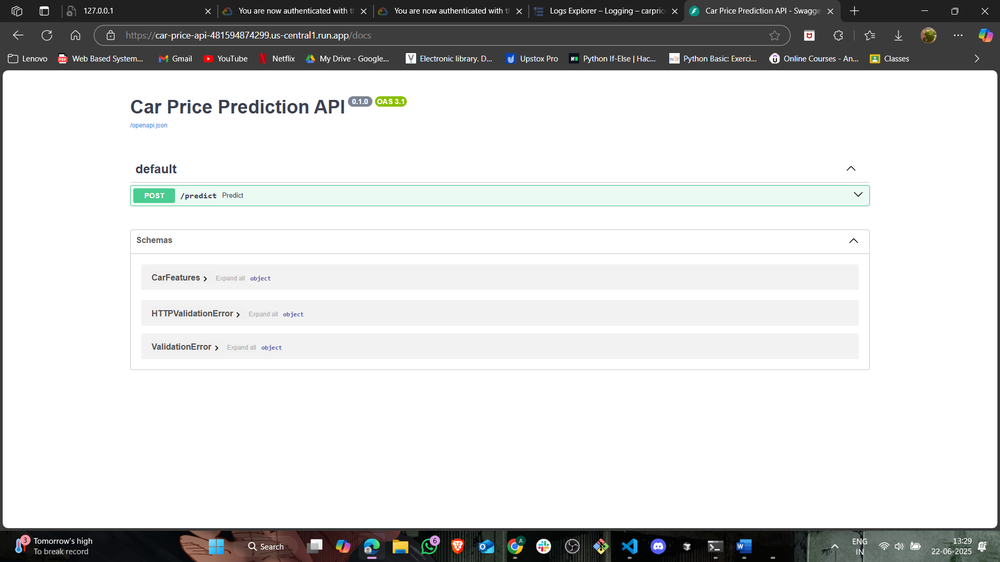 127.0.0.1
You are now authenticated with th
You are now authenticated with th
Logs Explorer – Logging – carprice
Car Price Prediction API - Swagge
https://car-price-api-481594874299.us-central1.run.app/docs
Lenovo
Web Based System...
Gmail
YouTube
Netflix
My Drive - Google...
Electronic library. D...
Upstox Pro
Python If-Else | Hac...
Python Basic: Exerci...
Online Courses - An...
Classes
Car Price Prediction API 0.1.0 OAS 3.1
/openapi.json
default
POST /predict Predict
Schemas
CarFeatures Expand all object
HTTPValidationError Expand all object
ValidationError Expand all object
3
Tomorrow's high
To break record
Search
6
A
ENG
IN
13:29
22-06-2025